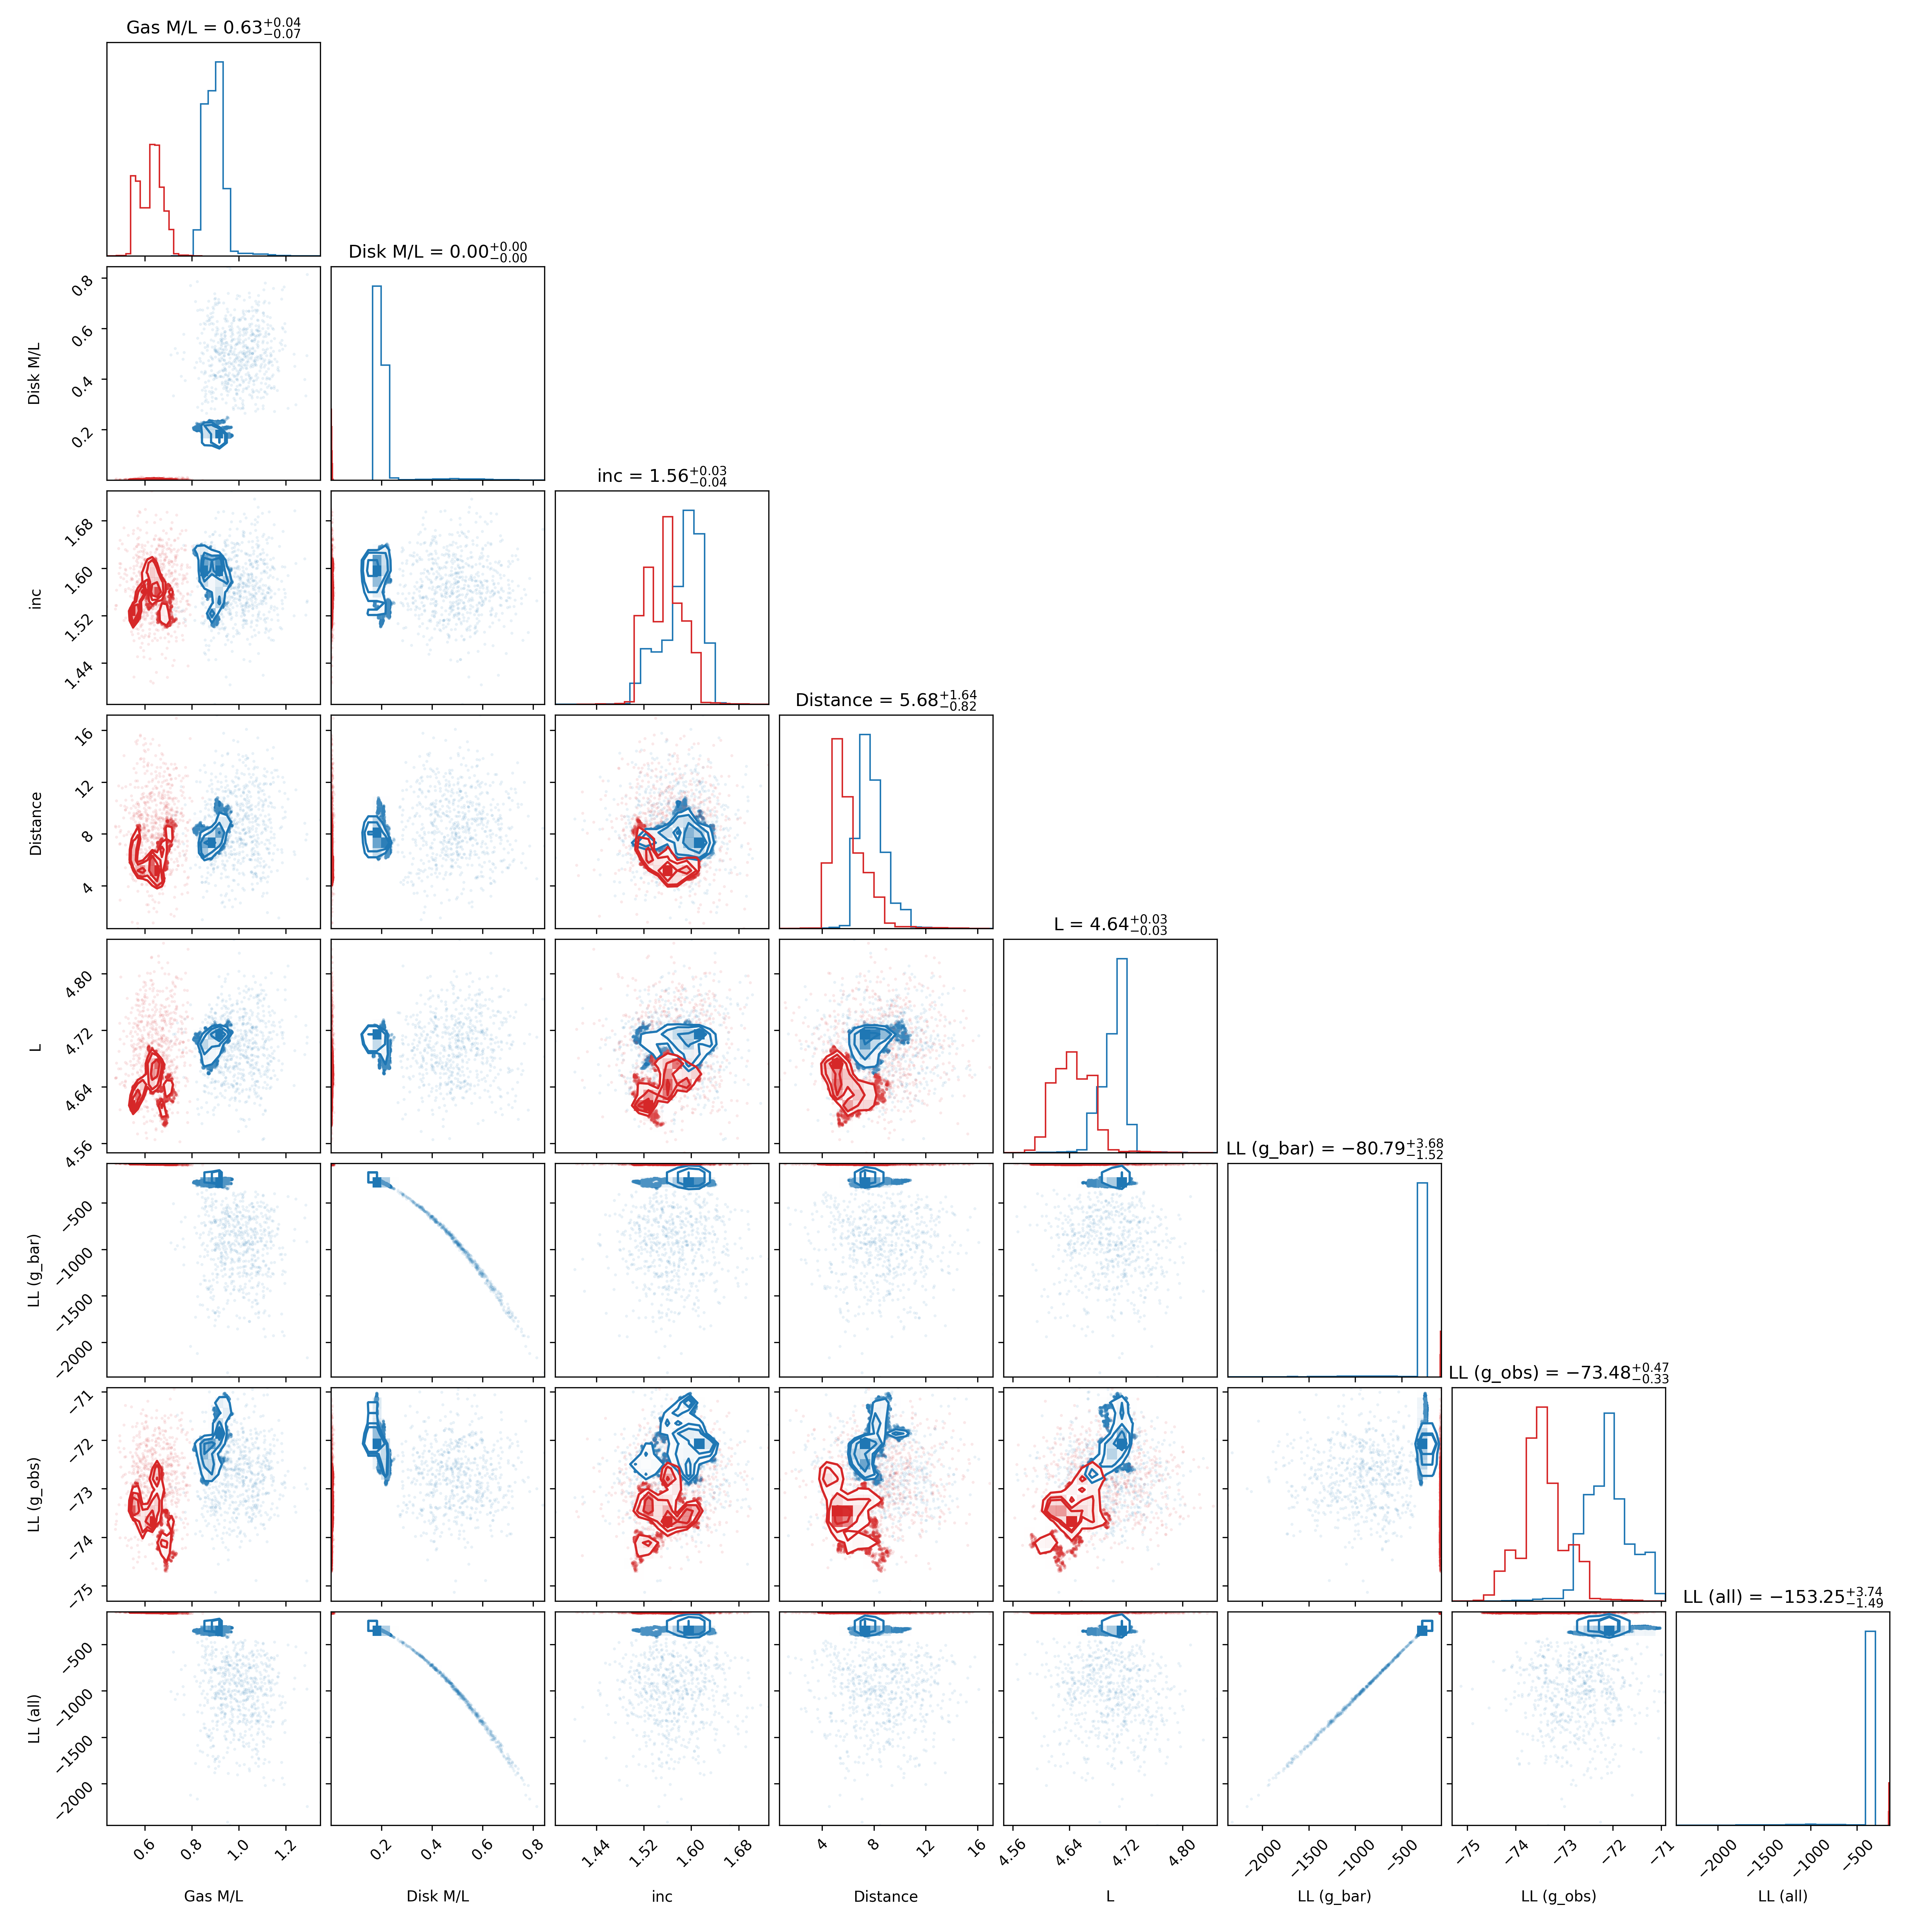 Gas M/L = 0.63 +0.04 −0.07
Disk M/L = 0.00 +0.00 −0.00
0.8
0.6
0.4
0.2
Disk M/L
inc = 1.56 +0.03 −0.04
1.68
1.60
1.52
1.44
inc
Distance = 5.68 +1.64 −0.82
16
12
8
4
Distance
L = 4.64 +0.03 −0.03
4.80
4.72
4.64
4.56
L
LL (g_bar) = −80.79 +3.68 −1.52
−500
−1000
−1500
−2000
LL (g_bar)
LL (g_obs) = −73.48 +0.47 −0.33
−71
−72
−73
−74
−75
LL (g_obs)
LL (all) = −153.25 +3.74 −1.49
−500
−1000
−1500
−2000
LL (all)
0.6 0.8 1.0 1.2 0.2 0.4 0.6 0.8 1.44 1.52 1.60 1.68 4 8 12 16 4.56 4.64 4.72 4.80 −2000 −1500 −1000 −500 −75 −74 −73 −72 −71 −2000 −1500 −1000 −500
Gas M/L Disk M/L inc Distance L LL (g_bar) LL (g_obs) LL (all)